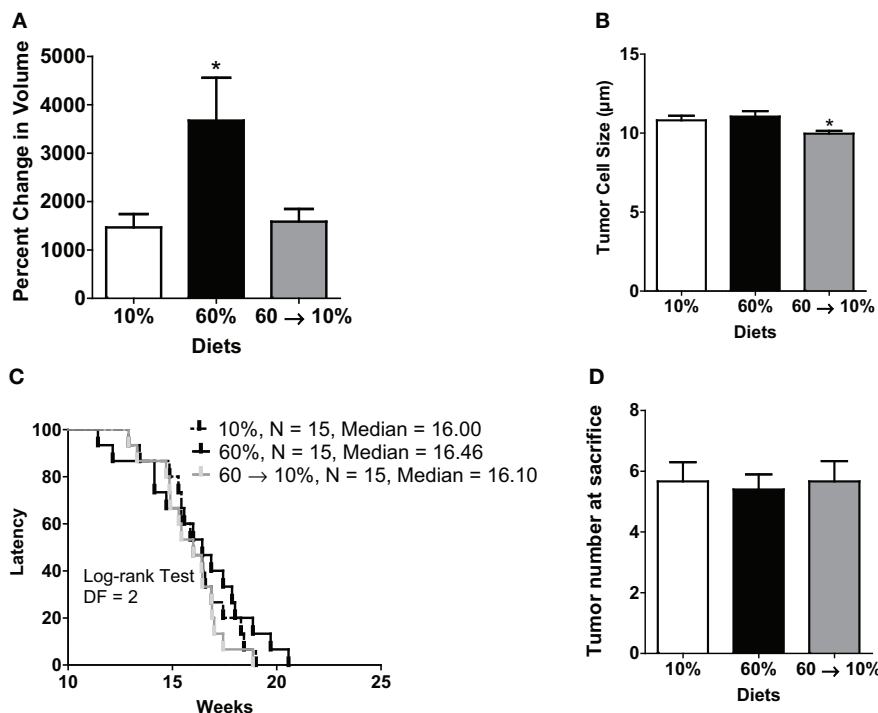 A
Percent Change in Volume
5000
4000
3000
2000
1000
0
*
10%
60%
60 → 10%
Diets
B
Tumor Cell Size (µm)
15
10
5
0
*
10%
60%
60 → 10%
Diets
C
Latency
100
80
60
40
20
0
10%, N = 15, Median = 16.00
60%, N = 15, Median = 16.46
60 → 10%, N = 15, Median = 16.10
Log-rank Test
DF = 2
10
15
20
25
Weeks
D
Tumor number at sacrifice
8
6
4
2
0
10%
60%
60 → 10%
Diets